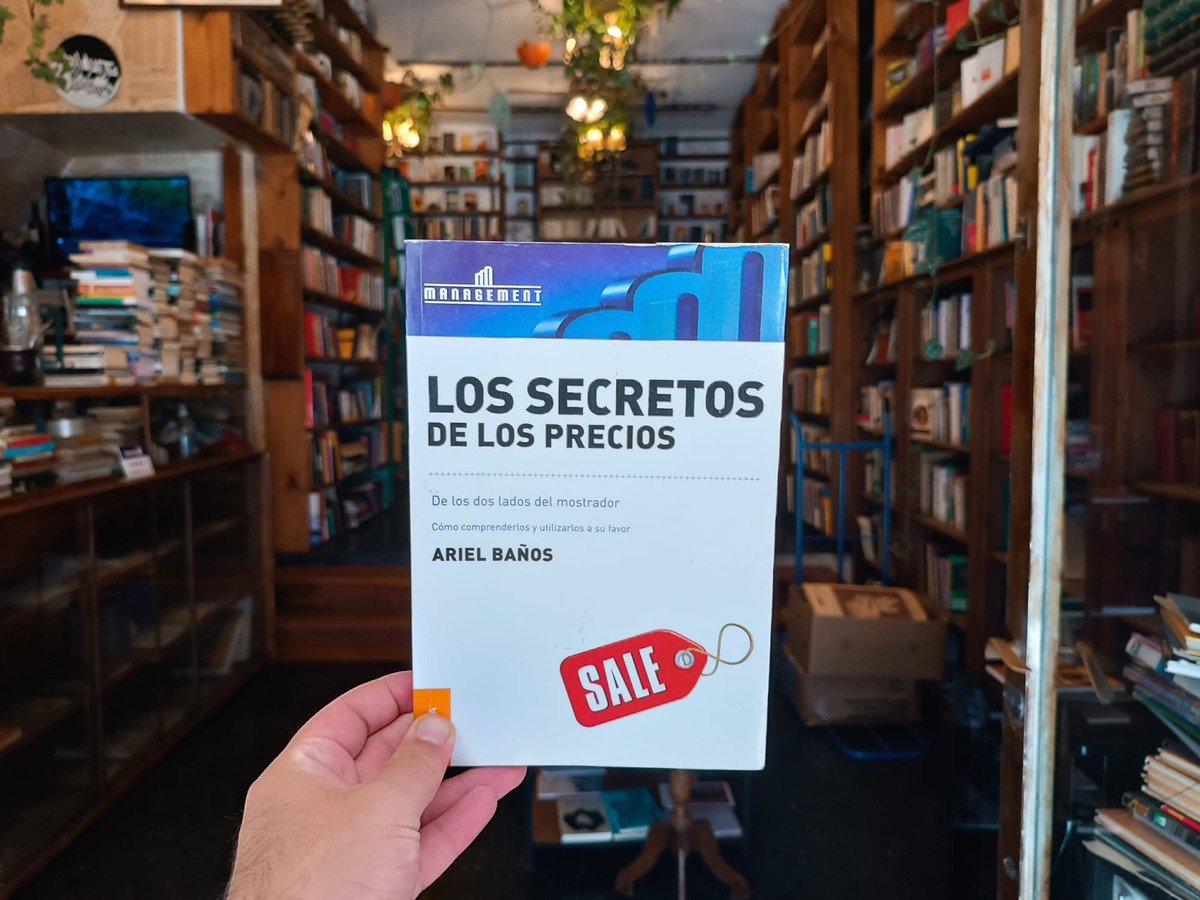 MANAGEMENT
LOS SECRETOS
DE LOS PRECIOS
De los dos lados del mostrador
Cómo comprenderlos y utilizarlos a su favor
ARIEL BAÑOS
SALE